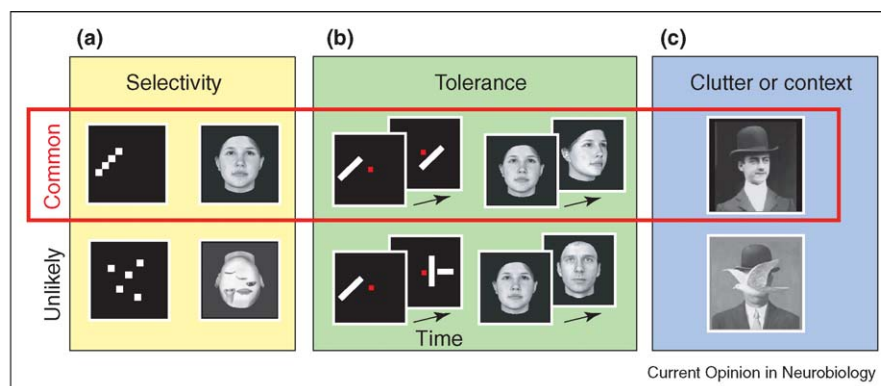 (a)
(b)
(c)
Selectivity
Tolerance
Clutter or context
Common
Unlikely
Time
Current Opinion in Neurobiology